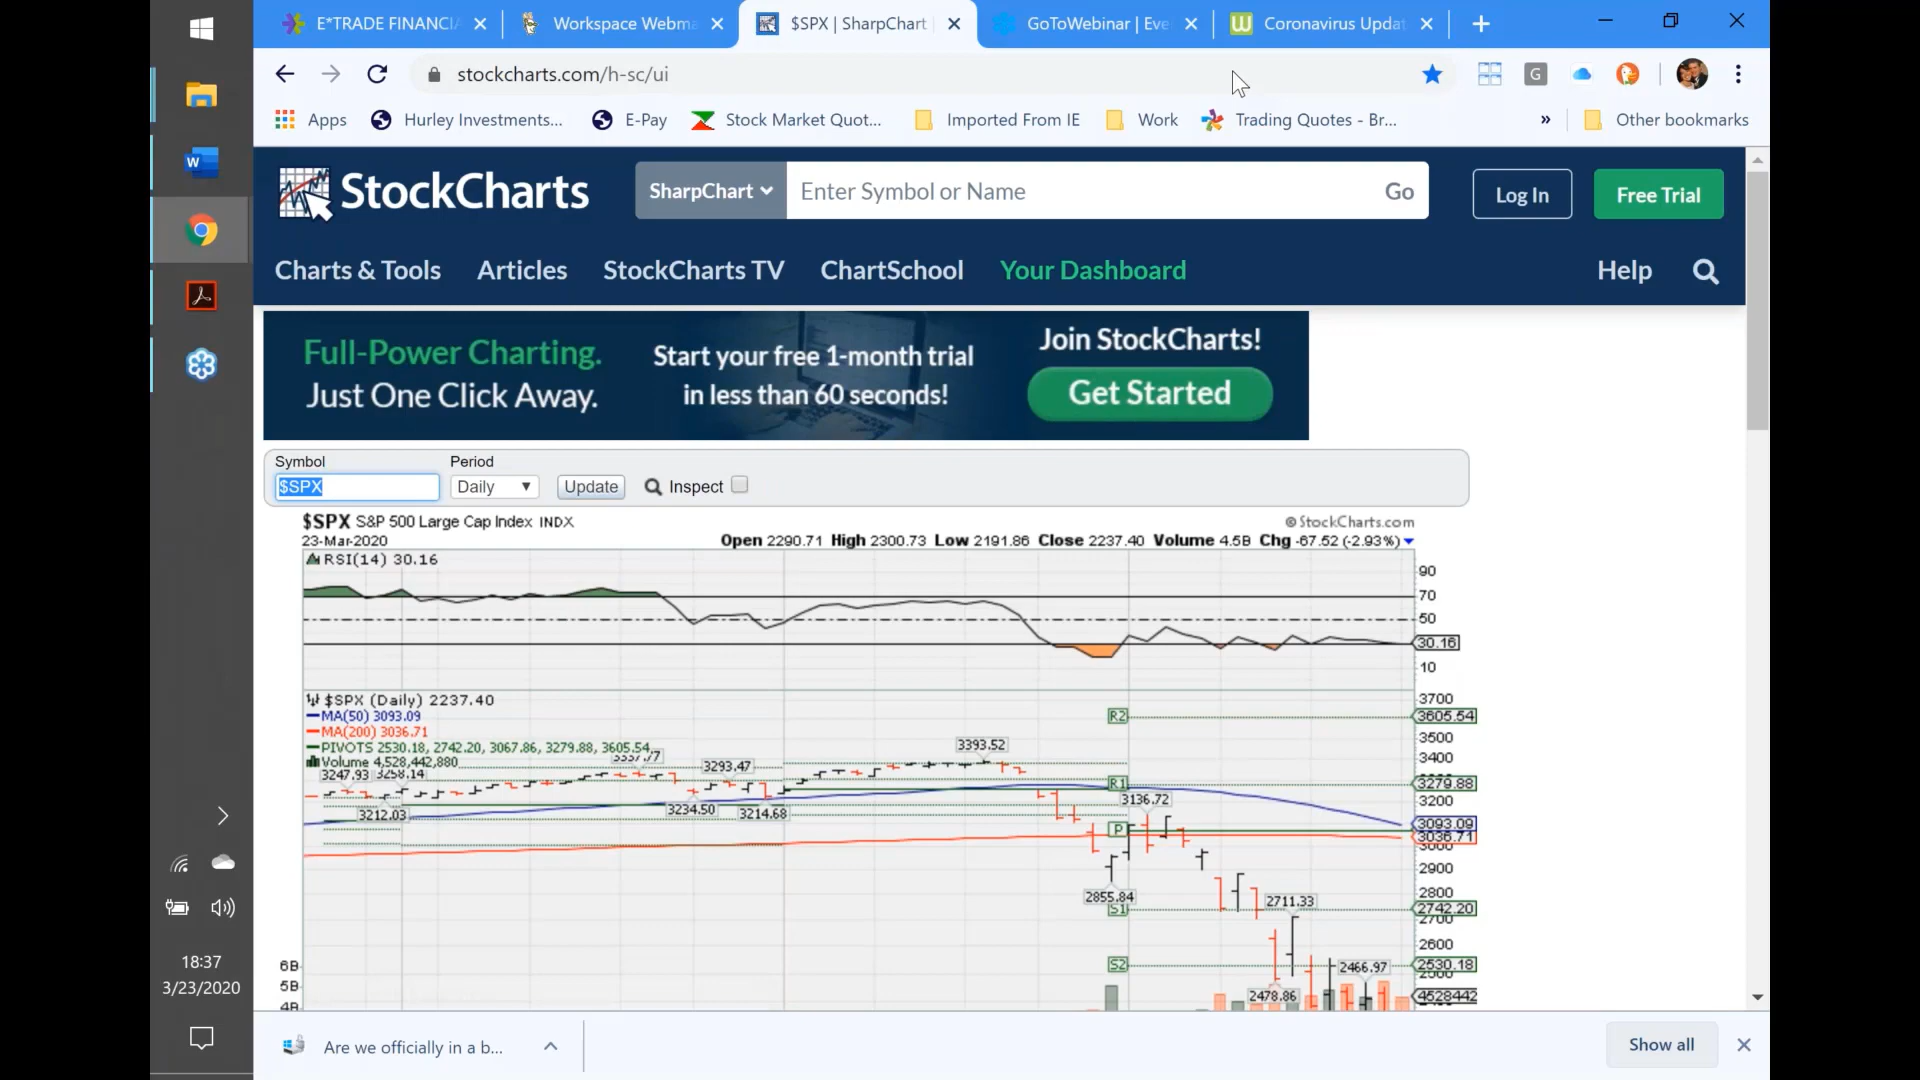 E*TRADE FINANCIA
Workspace Webma
$SPX | SharpChart
GoToWebinar | Eve
Coronavirus Updat
stockcharts.com/h-sc/ui
G
Apps
Hurley Investments...
E-Pay
Stock Market Quot...
Imported From IE
Work
Trading Quotes - Br...
»
Other bookmarks
StockCharts
SharpChart
Enter Symbol or Name
Go
Log In
Free Trial
Charts & Tools
Articles
StockCharts TV
ChartSchool
Your Dashboard
Help
Full-Power Charting.
Just One Click Away.
Start your free 1-month trial
in less than 60 seconds!
Join StockCharts!
Get Started
Symbol
Period
$SPX
Daily
Update
Inspect
$SPX S&P 500 Large Cap Index INDX
© StockCharts.com
23-Mar-2020
Open 2290.71 High 2300.73 Low 2191.86 Close 2237.40 Volume 4.5B Chg -67.52 (-2.93%)
RSI(14) 30.16
90
70
50
30.16
10
$SPX (Daily) 2237.40
MA(50) 3093.09
MA(200) 3036.71
PIVOTS 2530.18, 2742.20, 3067.86, 3279.88, 3605.54
Volume 4,528,442,880
3247.93
3258.14
3337.77
3293.47
3393.52
3212.03
3234.50
3214.68
3136.72
2855.84
2711.33
2478.86
2466.97
R2
R1
P
S1
S2
3700
3605.54
3500
3400
3279.88
3200
3093.09
3036.71
3000
2900
2800
2742.20
2700
2600
2530.18
4528442
6B
5B
4B
18:37
3/23/2020
Are we officially in a b...
Show all